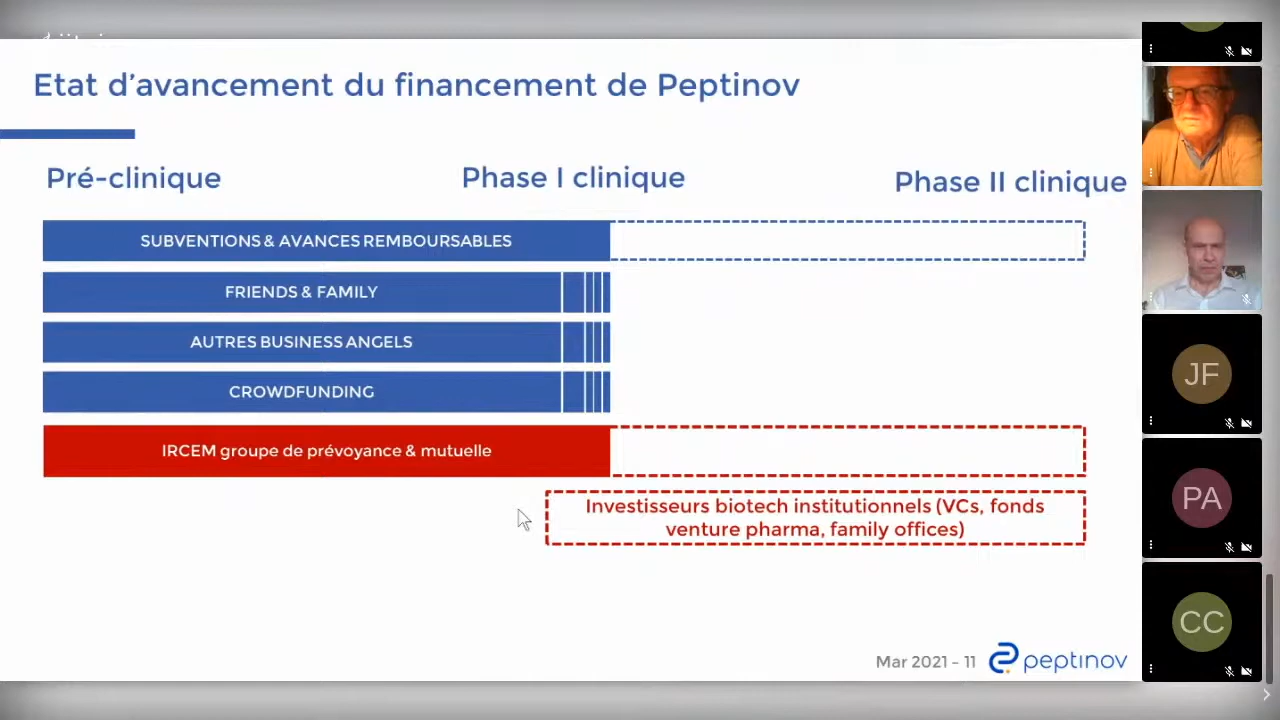 Etat d'avancement du financement de Peptinov
Pré-clinique
Phase I clinique
Phase II clinique
SUBVENTIONS & AVANCES REMBOURSABLES
FRIENDS & FAMILY
AUTRES BUSINESS ANGELS
CROWDFUNDING
IRCEM groupe de prévoyance & mutuelle
Investisseurs biotech institutionnels (VCs, fonds
venture pharma, family offices)
Mar 2021 - 11
peptinov
JF
PA
CC